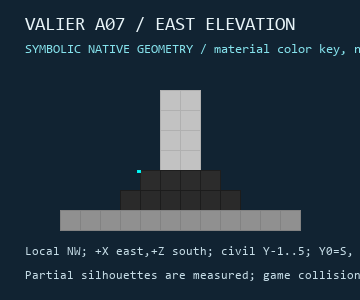 VALIER A07 / EAST ELEVATION
SYMBOLIC NATIVE GEOMETRY / material color key, n
Local NW; +X east,+Z south; civil Y-1..5; Y0=S,
Partial silhouettes are measured; game collision